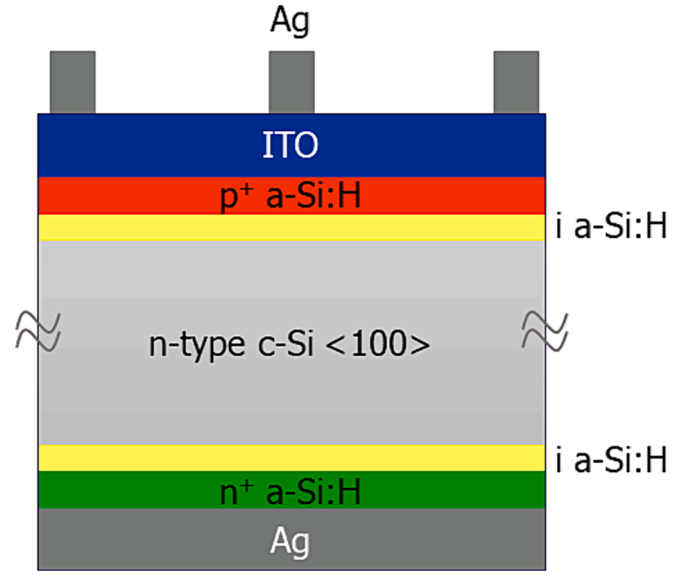 Ag
ITO
p⁺ a-Si:H
i a-Si:H
n-type c-Si <100>
i a-Si:H
n⁺ a-Si:H
Ag